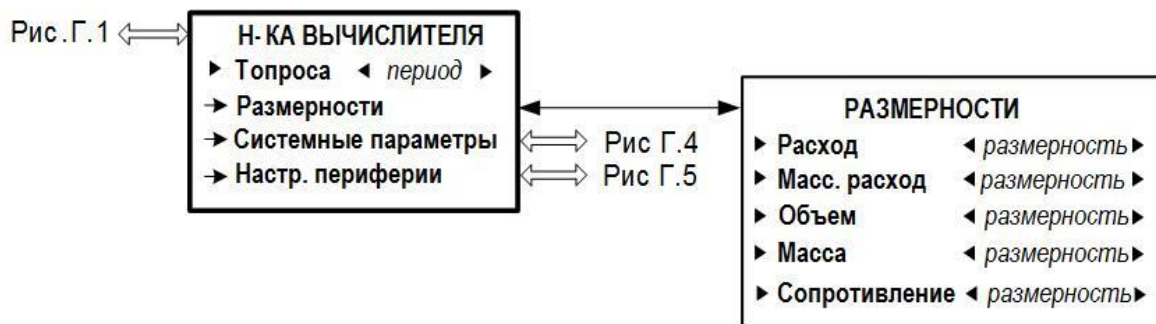 Рис.Г.1
Н-КА ВЫЧИСЛИТЕЛЯ
Топроса период
Размерности
Системные параметры
Настр. периферии
Рис Г.4
Рис Г.5
РАЗМЕРНОСТИ
Расход размерность
Масс. расход размерность
Объем размерность
Масса размерность
Сопротивление размерность